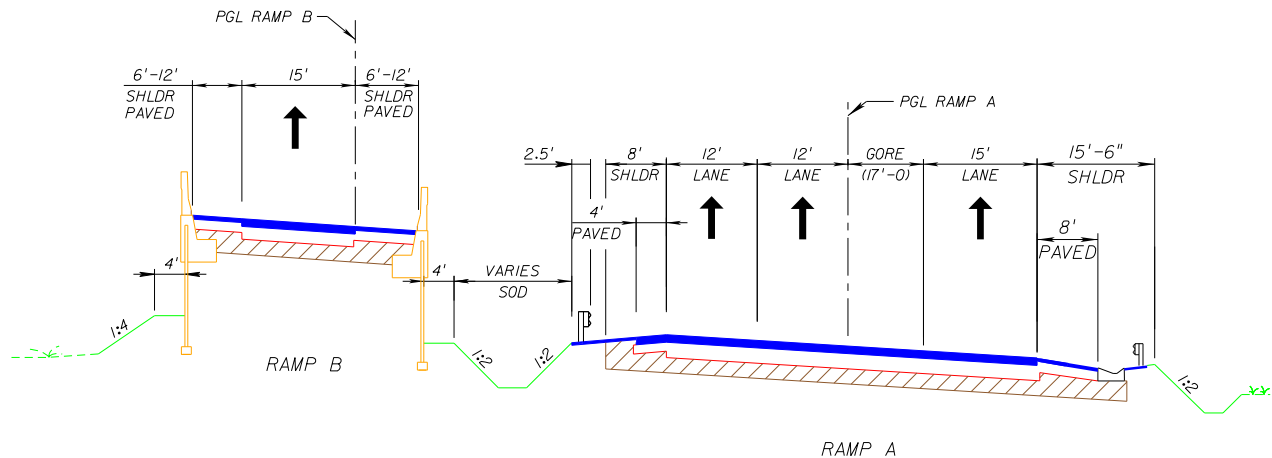 PGL RAMP B
6'-12'
SHLDR
PAVED
15'
6'-12'
SHLDR
PAVED
4'
1:4
RAMP B
4'
VARIES
SOD
1:2
1:2
PGL RAMP A
2.5'
8'
SHLDR
4'
PAVED
12'
LANE
12'
LANE
GORE
(17'-0)
15'
LANE
15'-6"
SHLDR
8'
PAVED
1:2
RAMP A